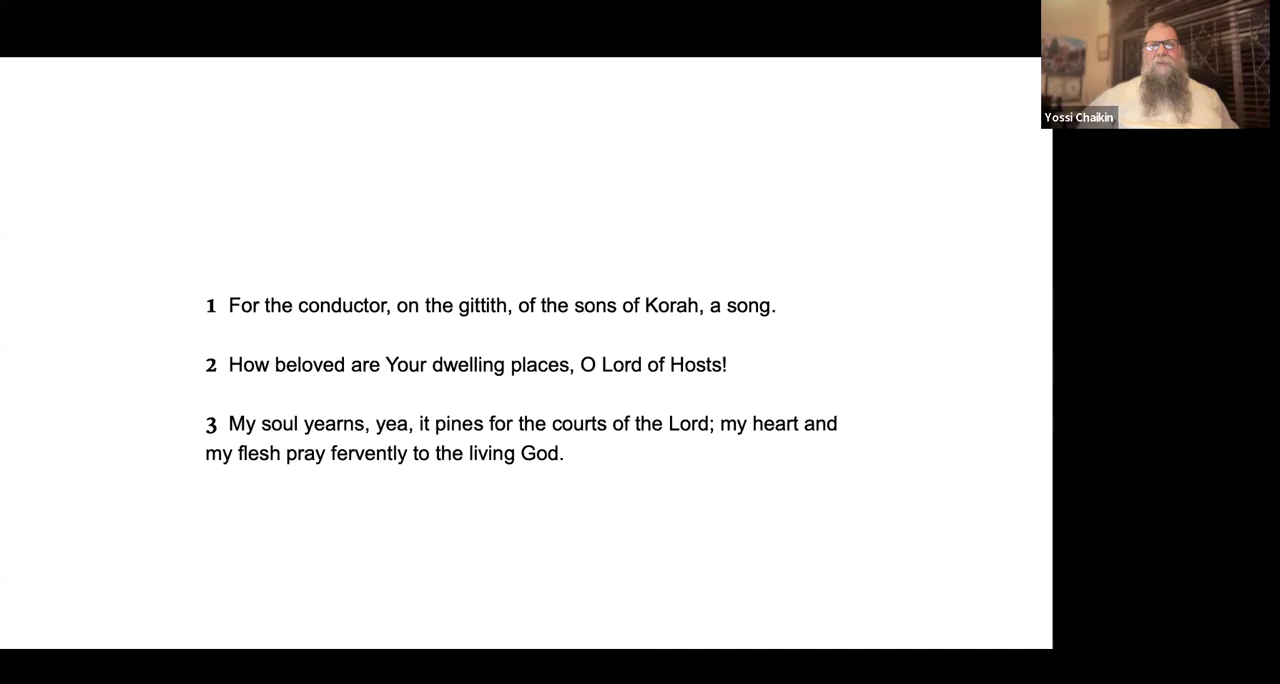 Yossi Chaikin
1 For the conductor, on the gittith, of the sons of Korah, a song.
2 How beloved are Your dwelling places, O Lord of Hosts!
3 My soul yearns, yea, it pines for the courts of the Lord; my heart and
my flesh pray fervently to the living God.